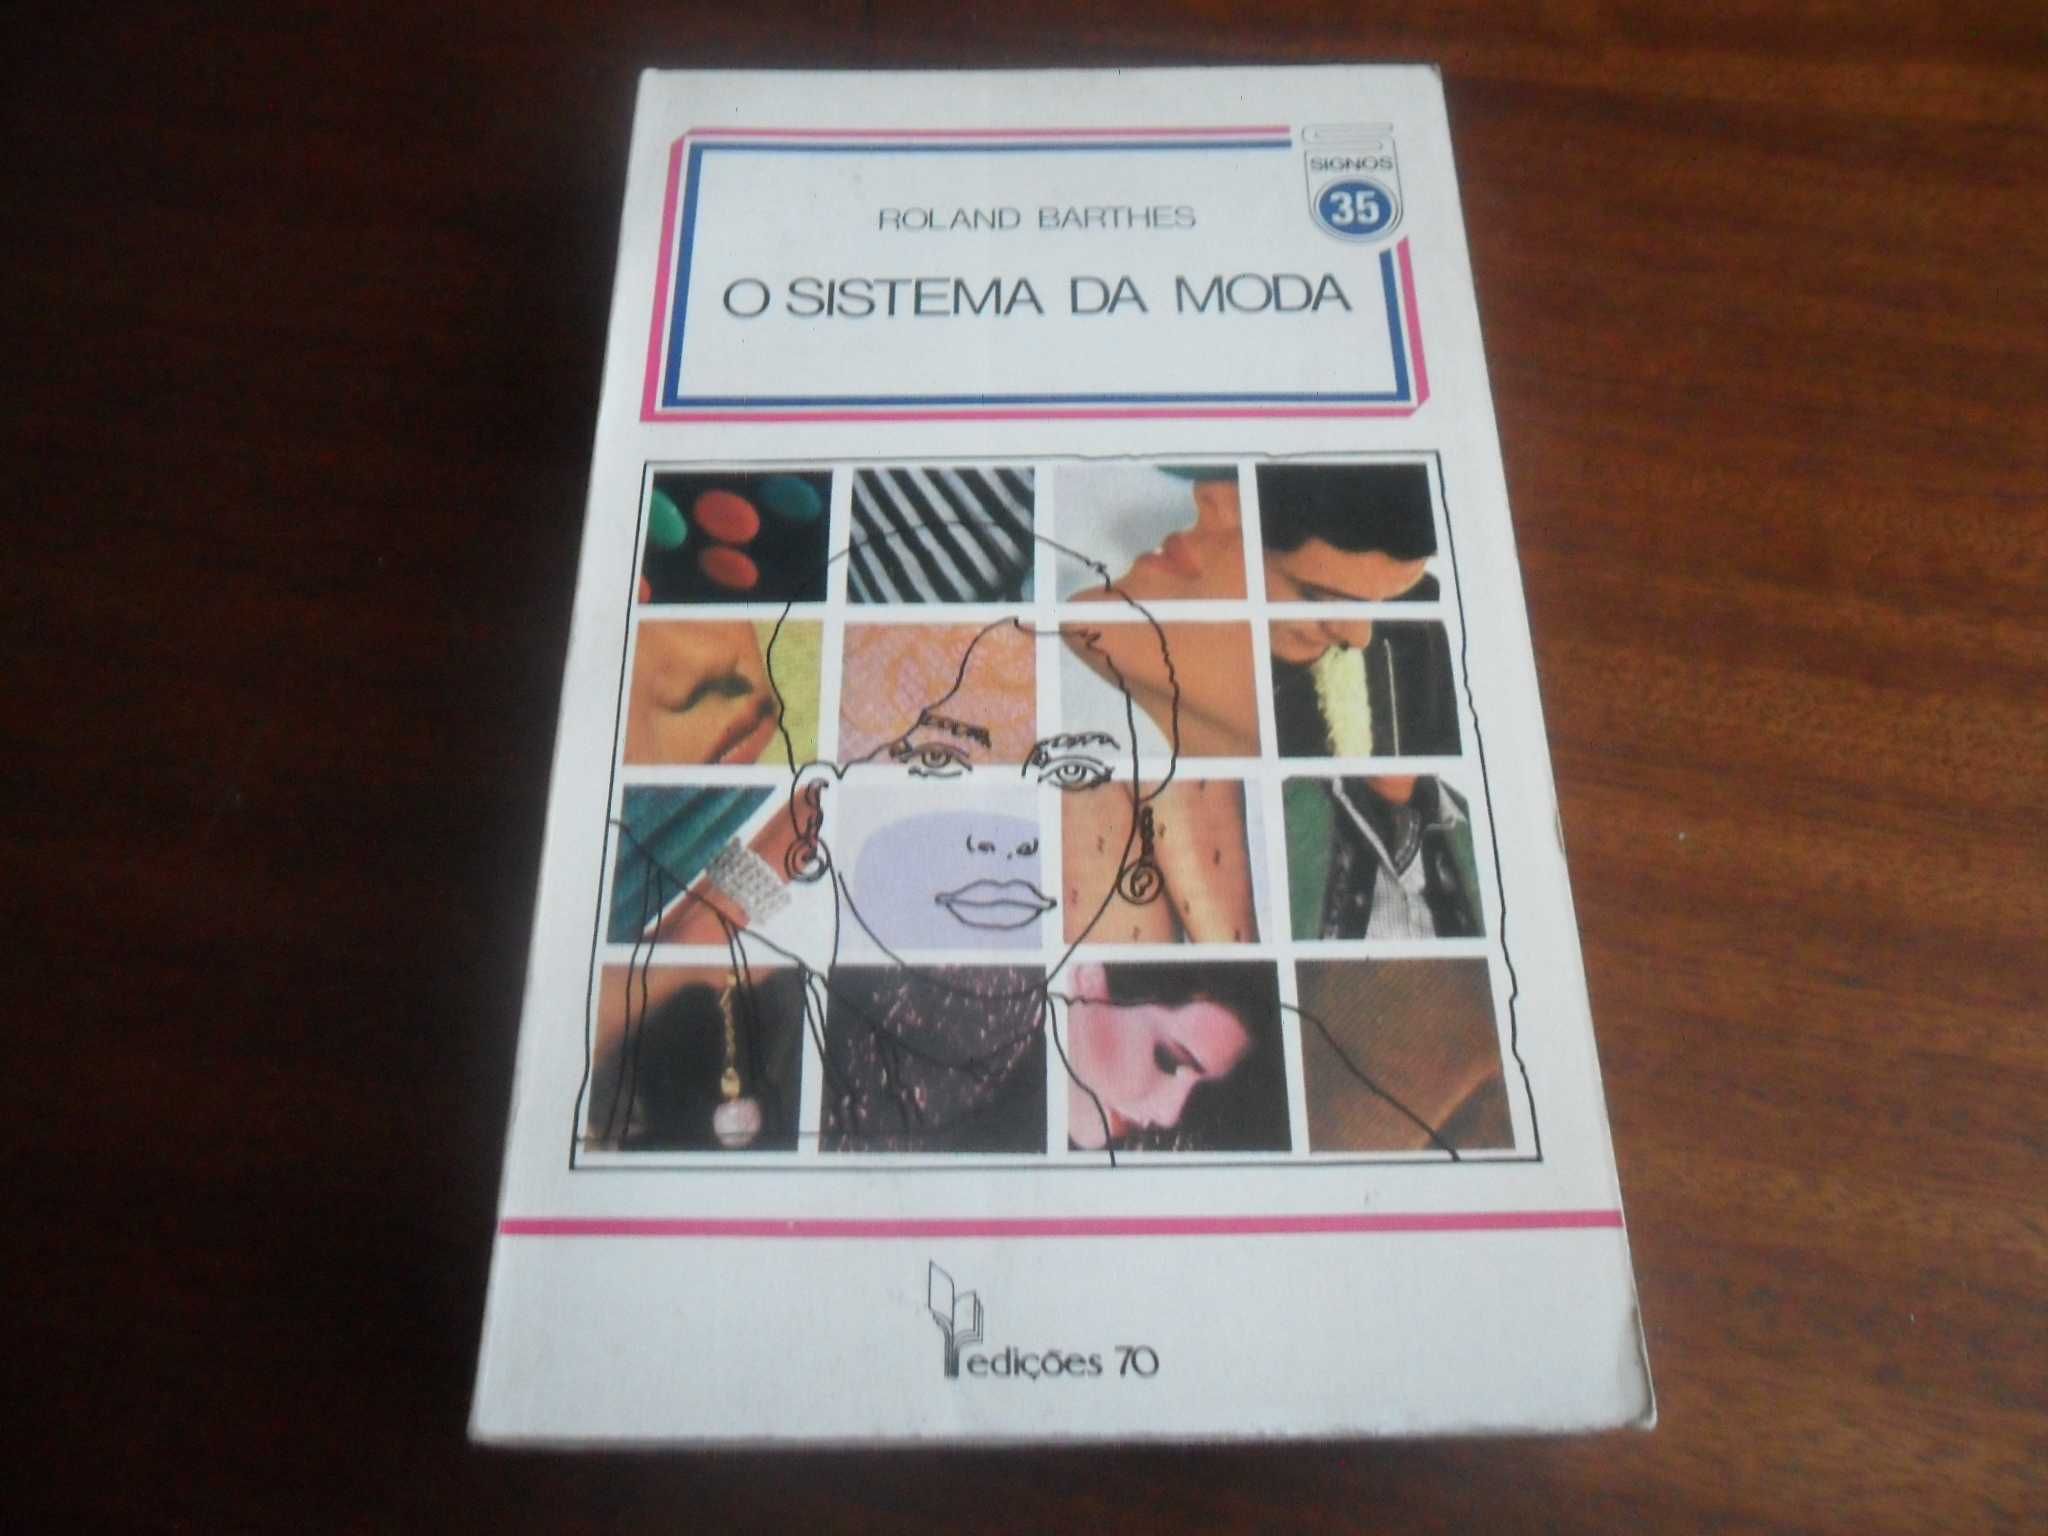 SIGNOS
35
ROLAND BARTHES
O SISTEMA DA MODA
edições 70